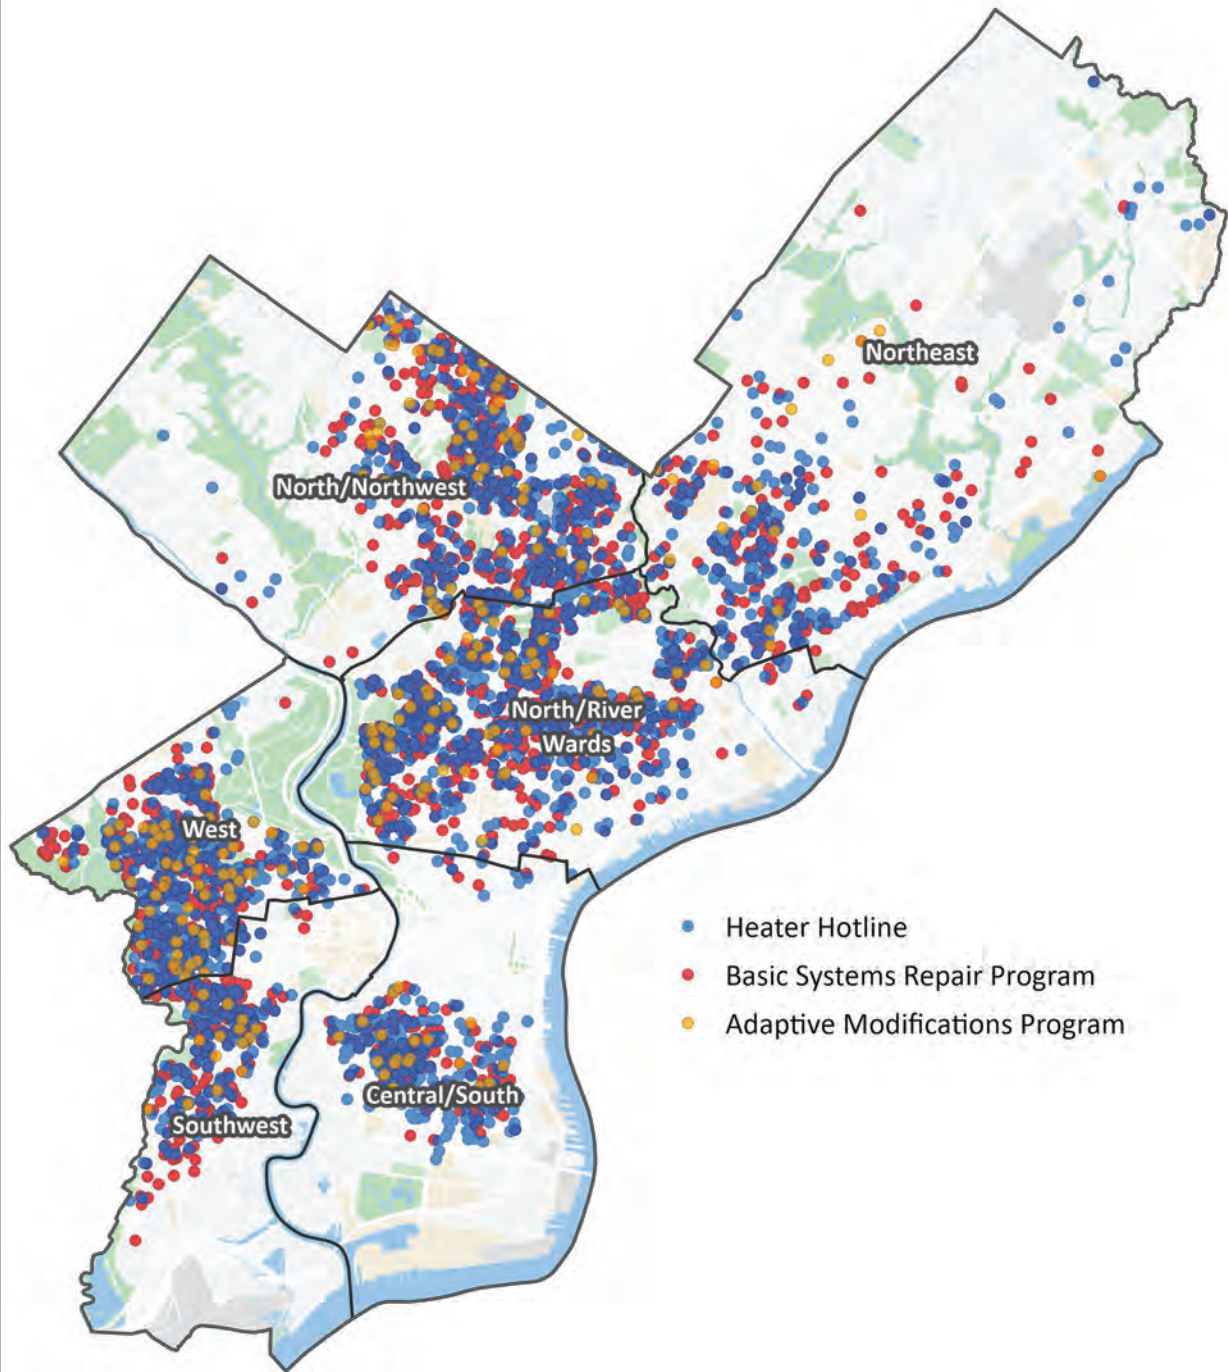 Northeast
North/Northwest
North/River
Wards
West
Heater Hotline
Basic Systems Repair Program
Adaptive Modifications Program
Central/South
Southwest